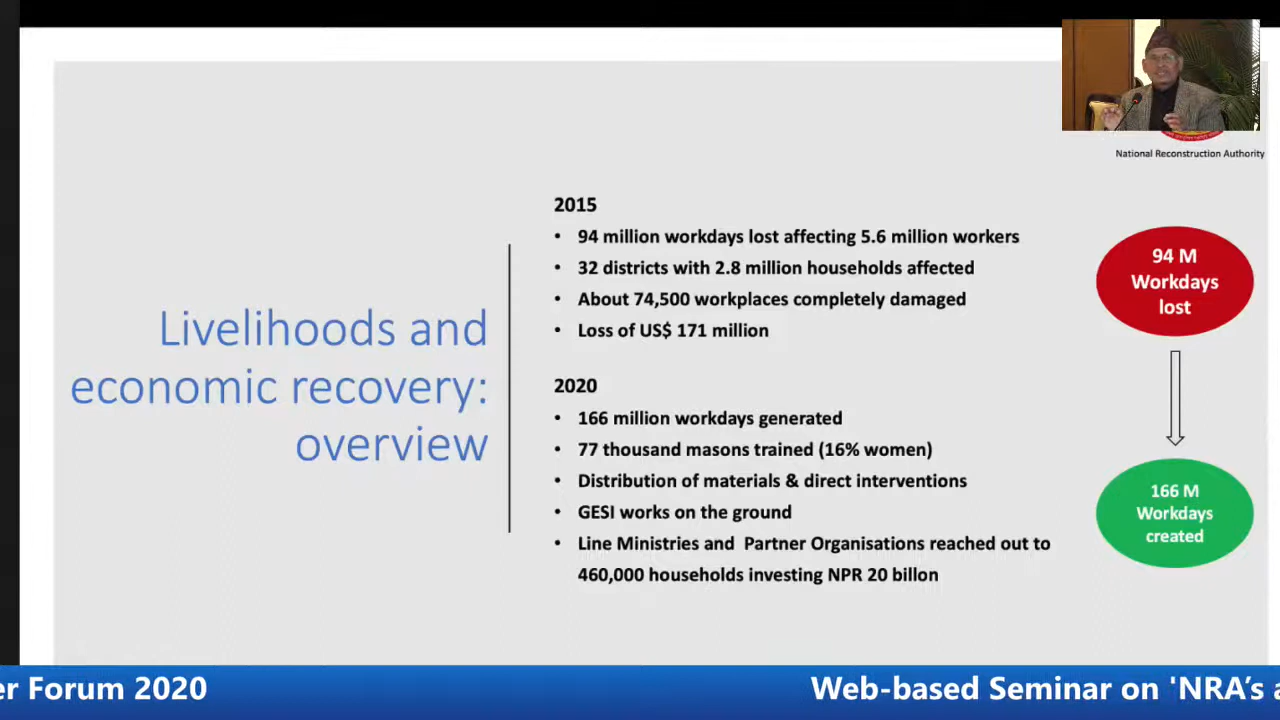 National Reconstruction Authority
Livelihoods and
economic recovery:
overview
2015
• 94 million workdays lost affecting 5.6 million workers
• 32 districts with 2.8 million households affected
• About 74,500 workplaces completely damaged
• Loss of US$ 171 million
2020
• 166 million workdays generated
• 77 thousand masons trained (16% women)
• Distribution of materials & direct interventions
• GESI works on the ground
• Line Ministries and Partner Organisations reached out to
460,000 households investing NPR 20 billon
94 M
Workdays
lost
166 M
Workdays
created
er Forum 2020 Web-based Seminar on 'NRA’s a